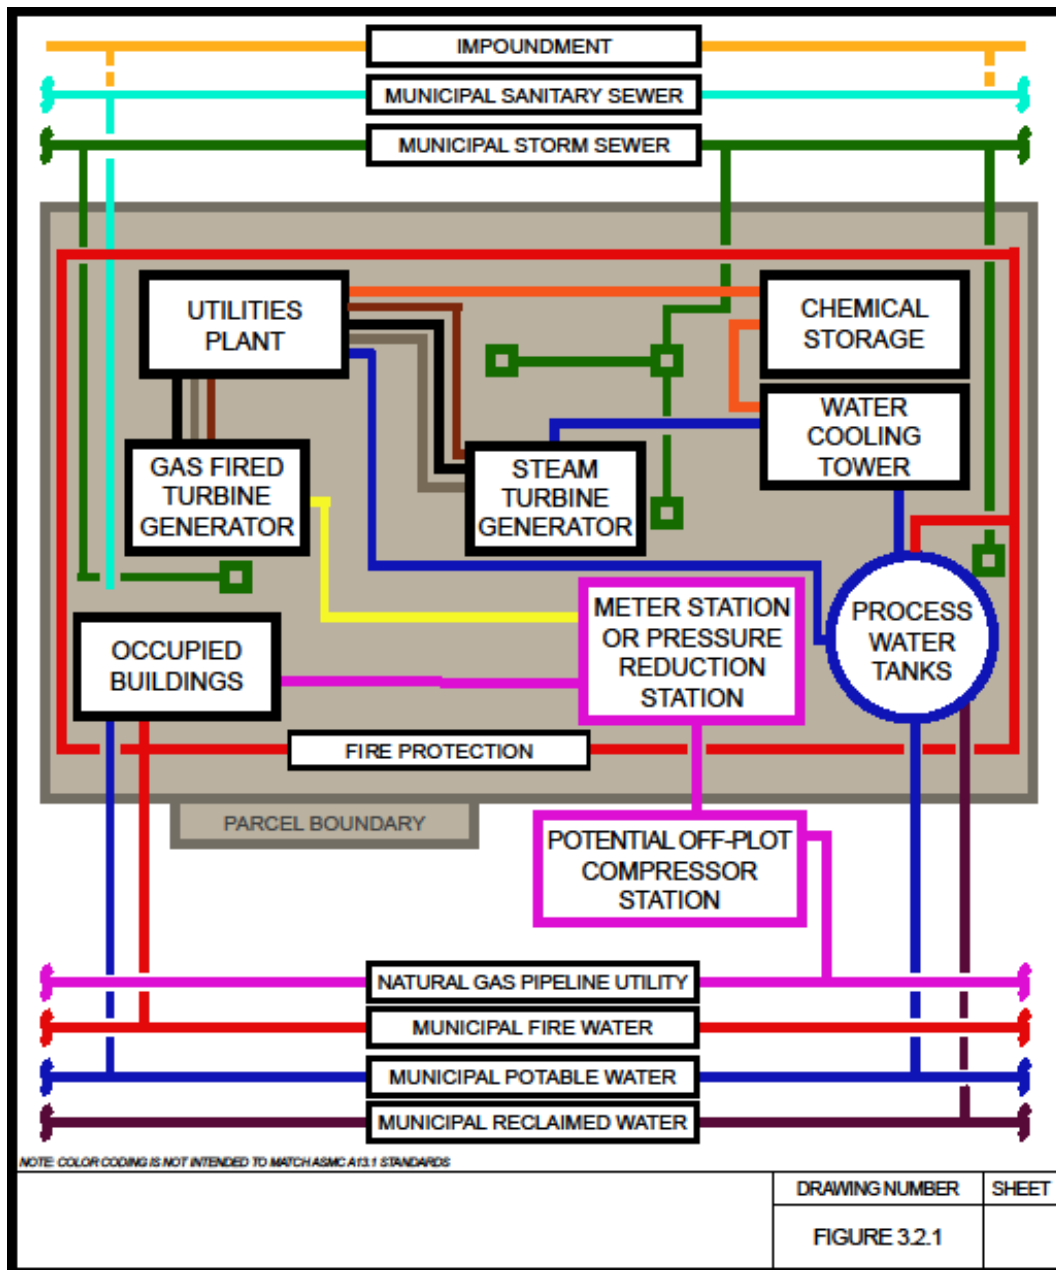 IMPOUNDMENT
MUNICIPAL SANITARY SEWER
MUNICIPAL STORM SEWER
UTILITIES
PLANT
CHEMICAL
STORAGE
WATER
COOLING
TOWER
GAS FIRED
TURBINE
GENERATOR
STEAM
TURBINE
GENERATOR
METER STATION
OR PRESSURE
REDUCTION
STATION
PROCESS
WATER
TANKS
OCCUPIED
BUILDINGS
FIRE PROTECTION
PARCEL BOUNDARY
POTENTIAL OFF-PLOT
COMPRESSOR
STATION
NATURAL GAS PIPELINE UTILITY
MUNICIPAL FIRE WATER
MUNICIPAL POTABLE WATER
MUNICIPAL RECLAIMED WATER
NOTE: COLOR CODING IS NOT INTENDED TO MATCH ASMC A13.1 STANDARDS
DRAWING NUMBER
SHEET
FIGURE 3.2.1